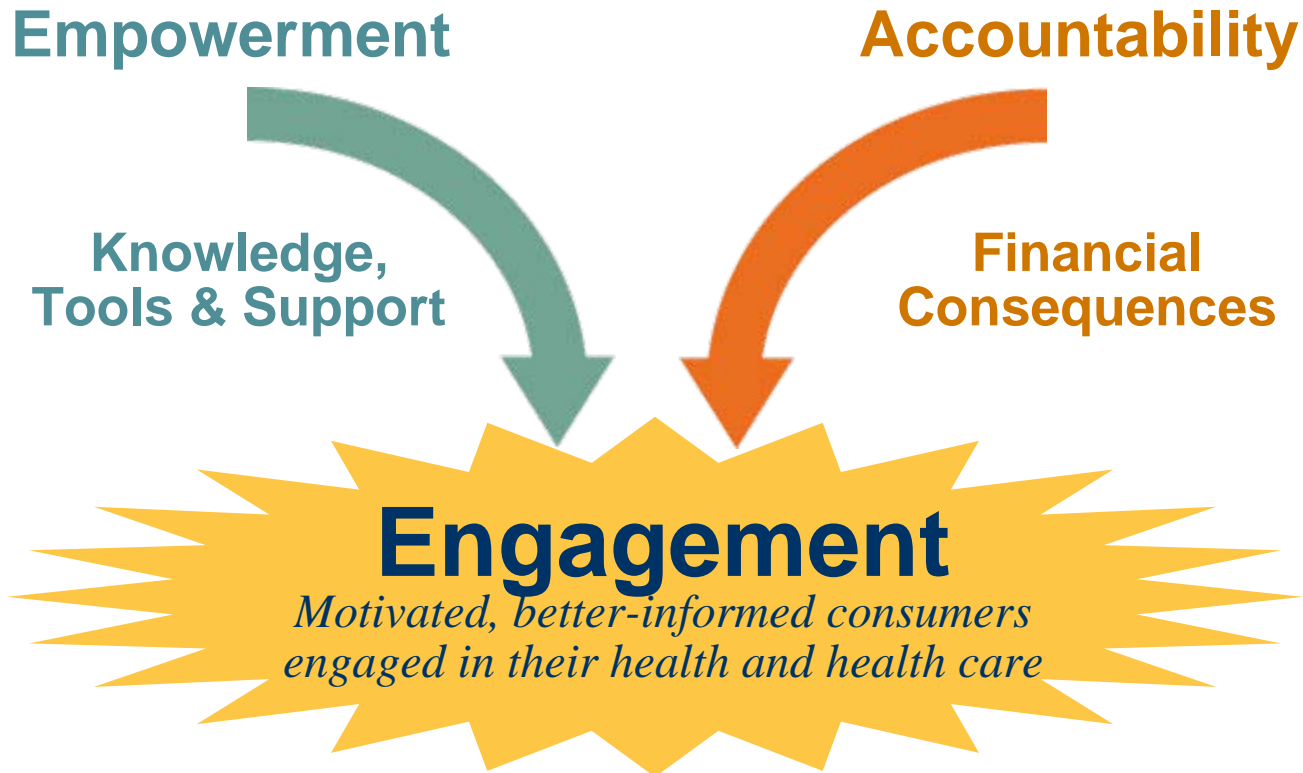 Empowerment
Accountability
Knowledge,
Tools & Support
Financial
Consequences
Engagement
Motivated, better-informed consumers
engaged in their health and health care